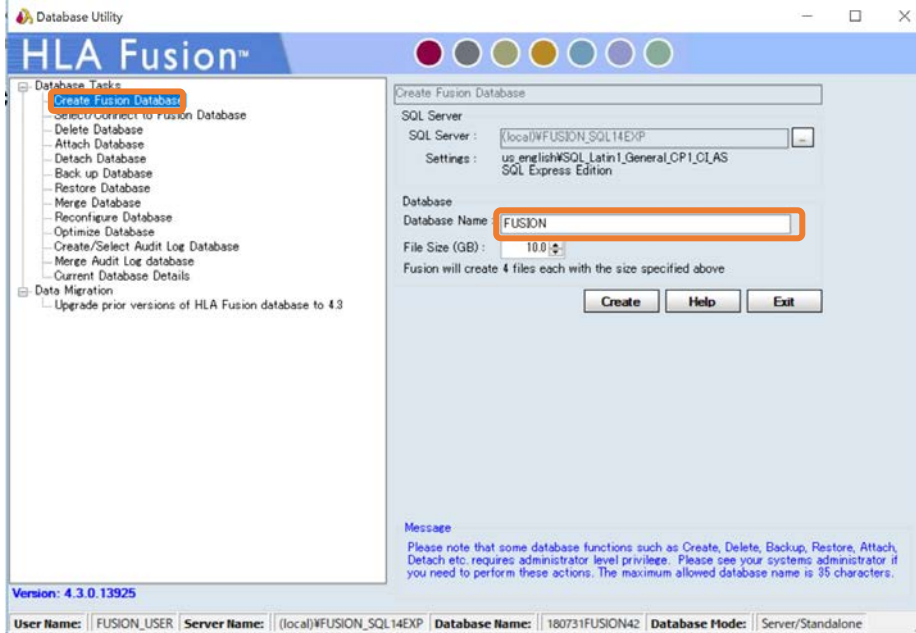 Database Utility
HLA Fusion™
Database Tasks
Create Fusion Database
Select/Connect to Fusion Database
Delete Database
Attach Database
Detach Database
Back up Database
Restore Database
Merge Database
Reconfigure Database
Optimize Database
Create/Select Audit Log Database
Merge Audit Log database
Current Database Details
Data Migration
Upgrade prior versions of HLA Fusion database to 4.3
Version: 4.3.0.13925
Create Fusion Database
SQL Server
SQL Server : (local)¥FUSION_SQL14EXP ...
Settings : us_english¥SQL_Latin1_General_CP1_CI_AS
SQL Express Edition
Database
Database Name : FUSION
File Size (GB) : 10.0
Fusion will create 4 files each with the size specified above
Create Help Exit
Message
Please note that some database functions such as Create, Delete, Backup, Restore, Attach,
Detach etc. requires administrator level privilege. Please see your systems administrator if
you need to perform these actions. The maximum allowed database name is 35 characters.
User Name: FUSION_USER Server Name: (local)¥FUSION_SQL14EXP Database Name: 180731FUSION42 Database Mode: Server/Standalone